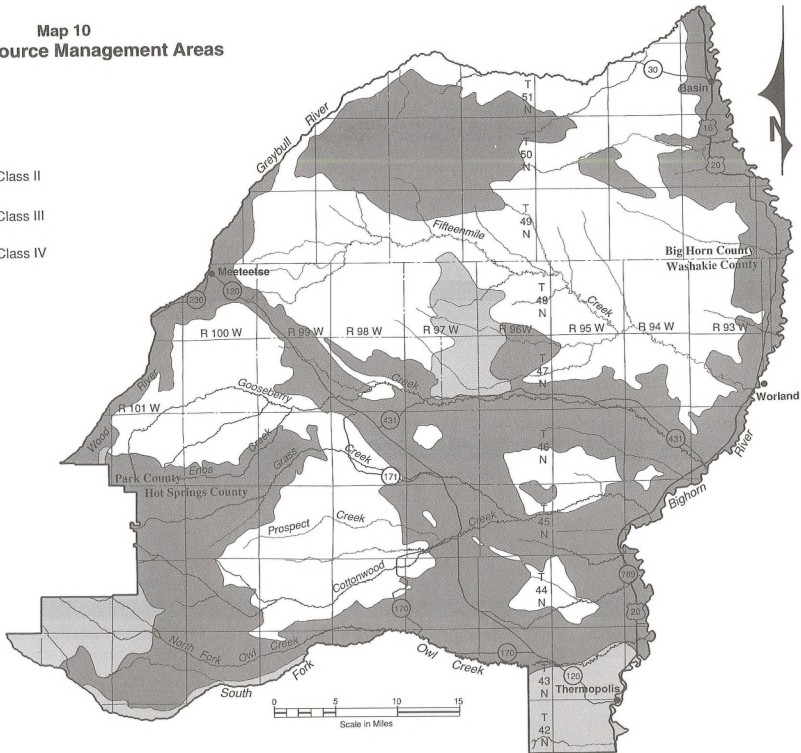 Map 10
ource Management Areas
Class II
Class III
Class IV
N
30
Basin
T
51
N
Greybull River
16
T
50
N
20
T
49
N
Fifteenmile
Big Horn County
Washakie County
Meeteetse
230
120
T
48
N
Creek
R 100 W
R 99 W
R 98 W
R 97 W
R 96W
R 95 W
R 94 W
R 93 W
T
47
N
River
Creek
Gooseberry
Worland
R 101 W
431
Wood
Creek
T
46
N
431
River
Enos
Grass
Creek
171
Park County
Hot Springs County
Bighorn
Prospect
Creek
Creek
T
45
N
Cottonwood
T
44
N
789
170
20
North Fork
Owl Creek
Owl
Creek
170
South
Fork
120
43
N
Thermopolis
T
42
N
0 5 10 15
Scale in Miles